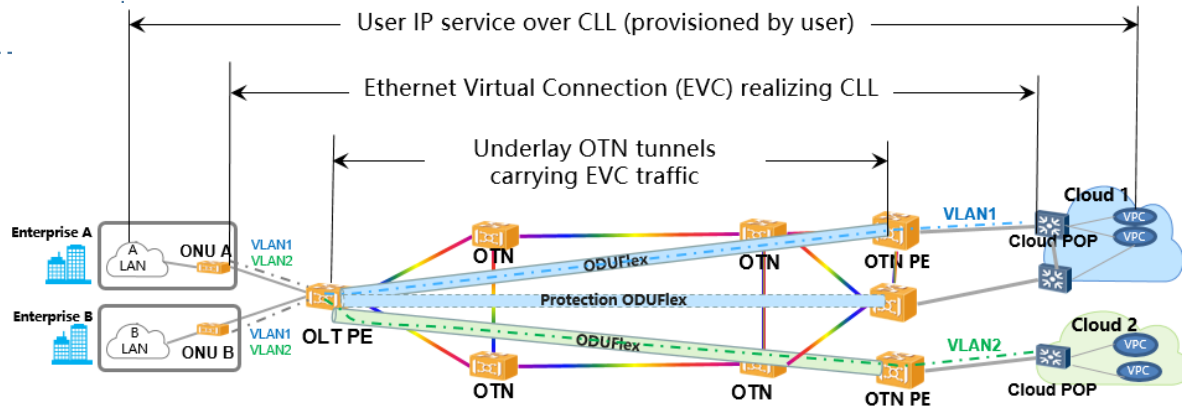 User IP service over CLL (provisioned by user)
Ethernet Virtual Connection (EVC) realizing CLL
Underlay OTN tunnels
carrying EVC traffic
Enterprise A
A
LAN
ONU A
VLAN1
VLAN2
Enterprise B
B
LAN
ONU B
VLAN1
VLAN2
OLT PE
OTN
OTN
OTN
OTN
ODUFlex
Protection ODUFlex
ODUFlex
OTN PE
OTN PE
VLAN1
VLAN2
Cloud 1
VPC
VPC
Cloud POP
Cloud 2
VPC
VPC
Cloud POP